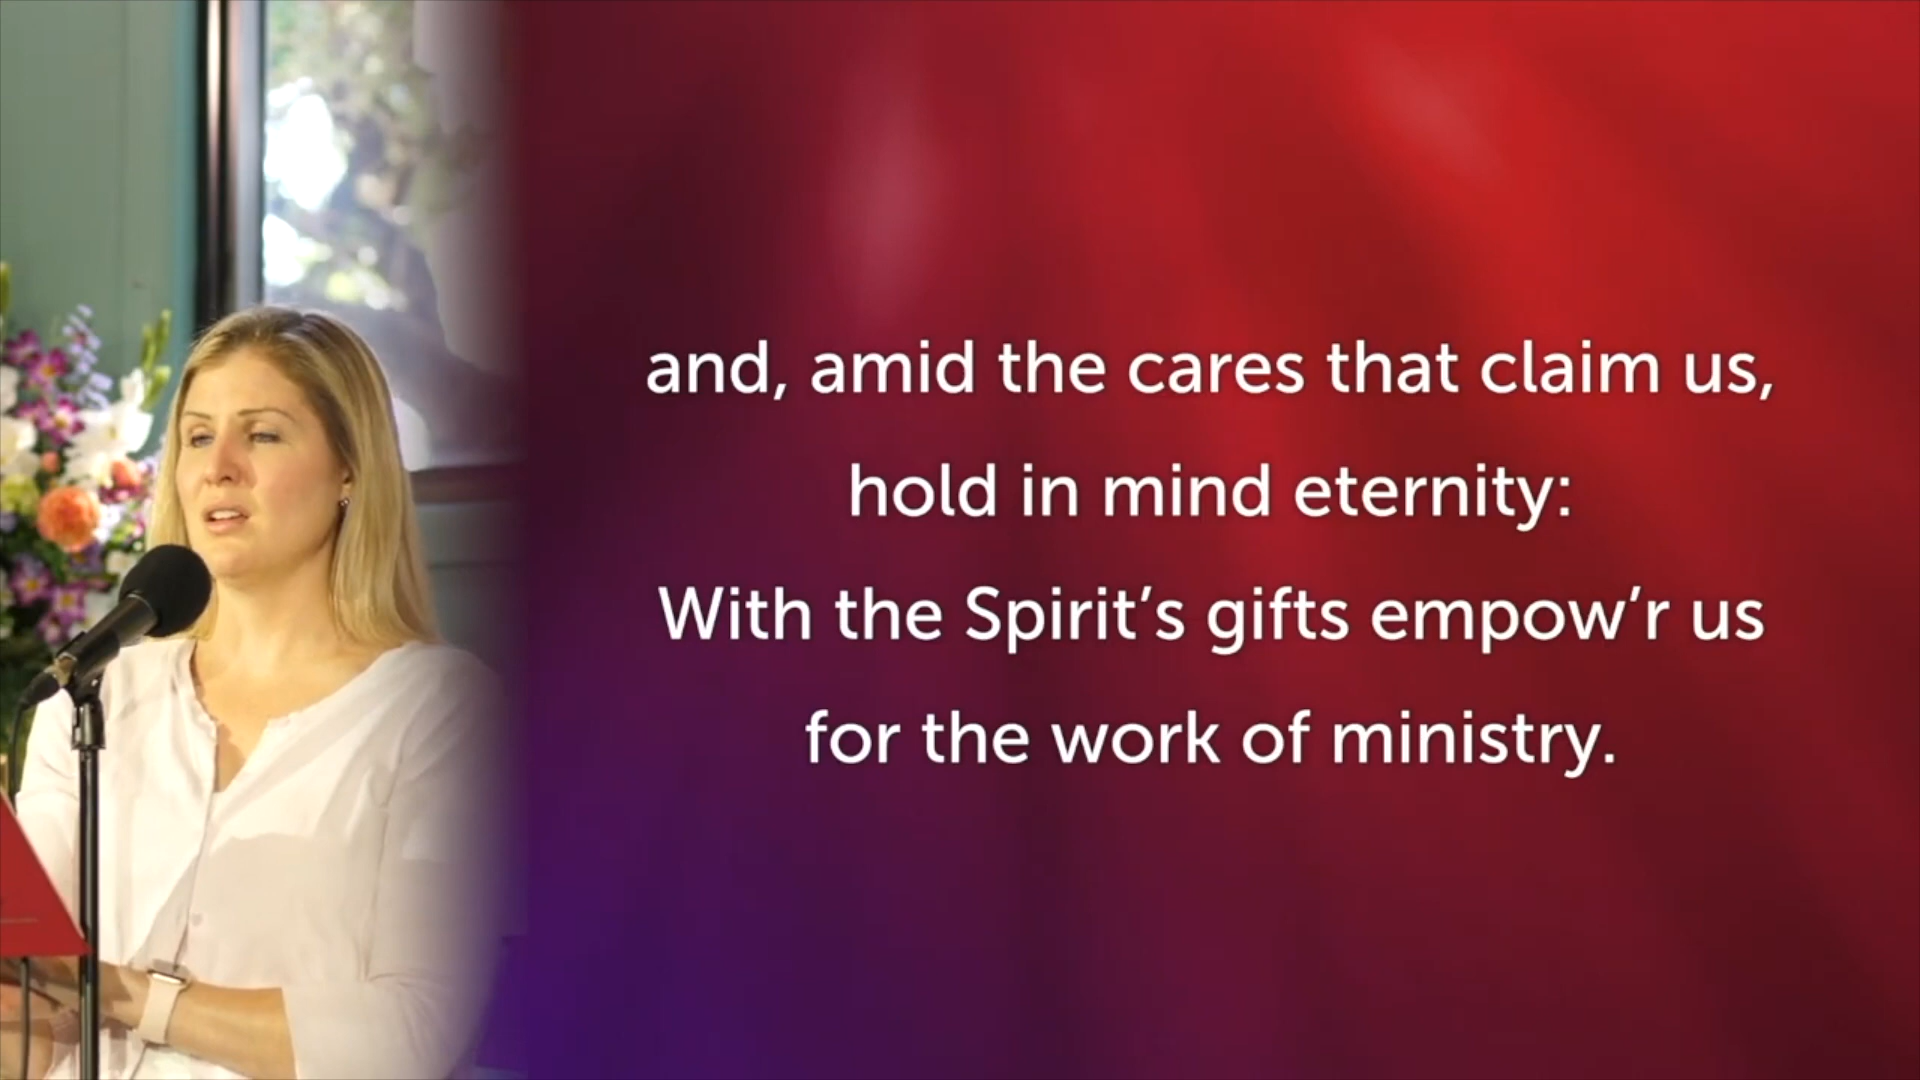 and, amid the cares that claim us,
hold in mind eternity:
With the Spirit’s gifts empow’r us
for the work of ministry.